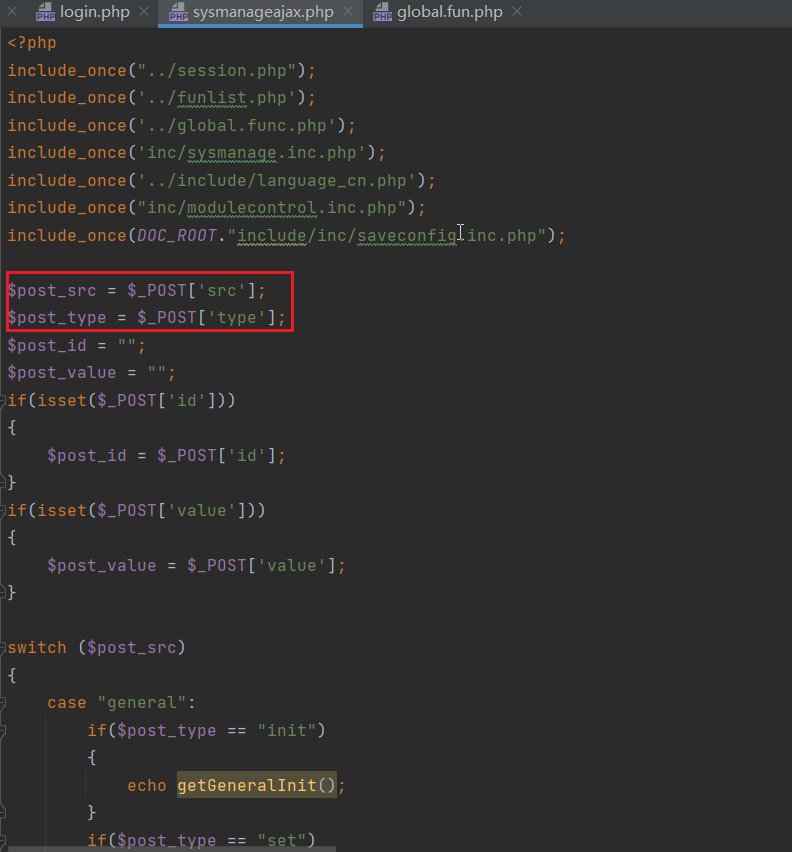 login.php sysmanageajax.php global.fun.php
<?php
include_once("../session.php");
include_once('../funlist.php');
include_once('../global.func.php');
include_once('inc/sysmanage.inc.php');
include_once('../include/language_cn.php');
include_once("inc/modulecontrol.inc.php");
include_once(DOC_ROOT."include/inc/saveconfig.inc.php");
$post_src = $_POST['src'];
$post_type = $_POST['type'];
$post_id = "";
$post_value = "";
if(isset($_POST['id']))
{
$post_id = $_POST['id'];
}
if(isset($_POST['value']))
{
$post_value = $_POST['value'];
}
switch ($post_src)
{
case "general":
if($post_type == "init")
{
echo getGeneralInit();
}
if($post_type == "set")